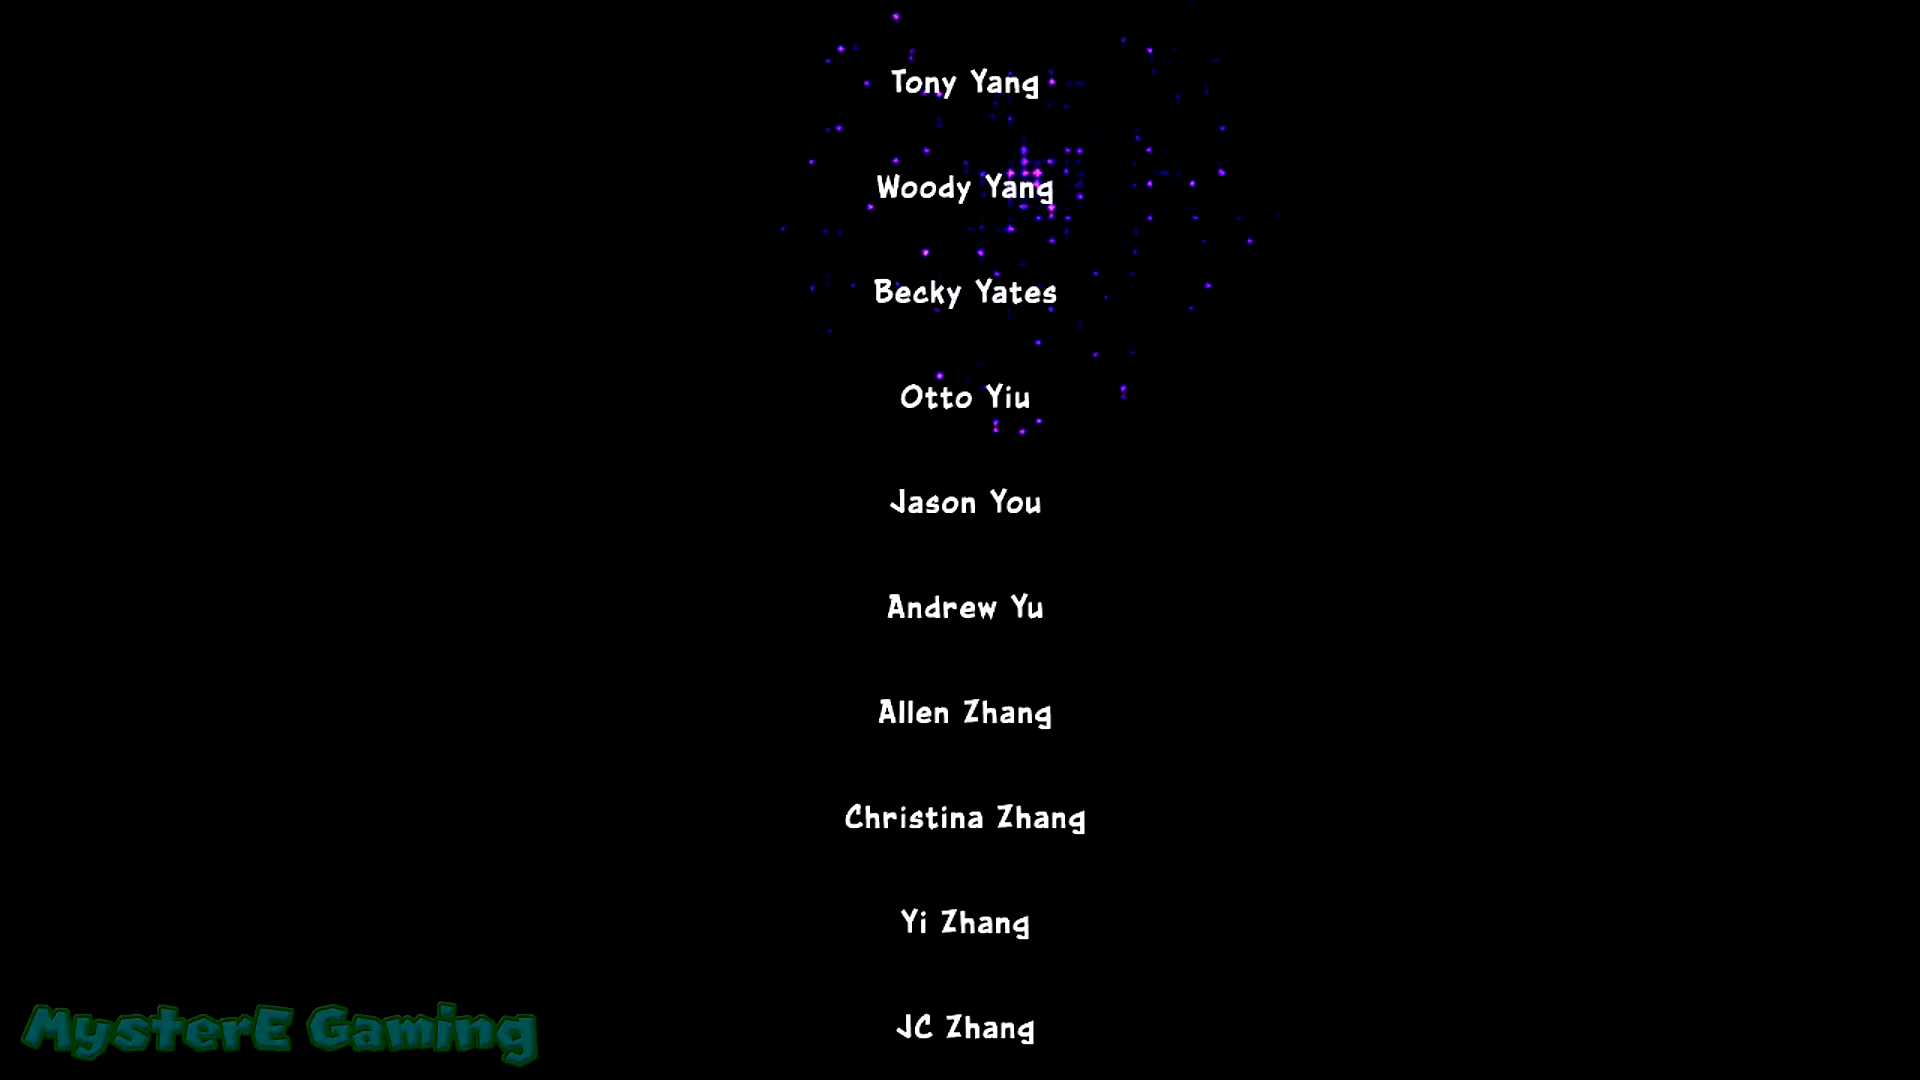 Tony Yang
Woody Yang
Becky Yates
Otto Yiu
Jason You
Andrew Yu
Allen Zhang
Christina Zhang
Yi Zhang
JC Zhang
MysterE Gaming